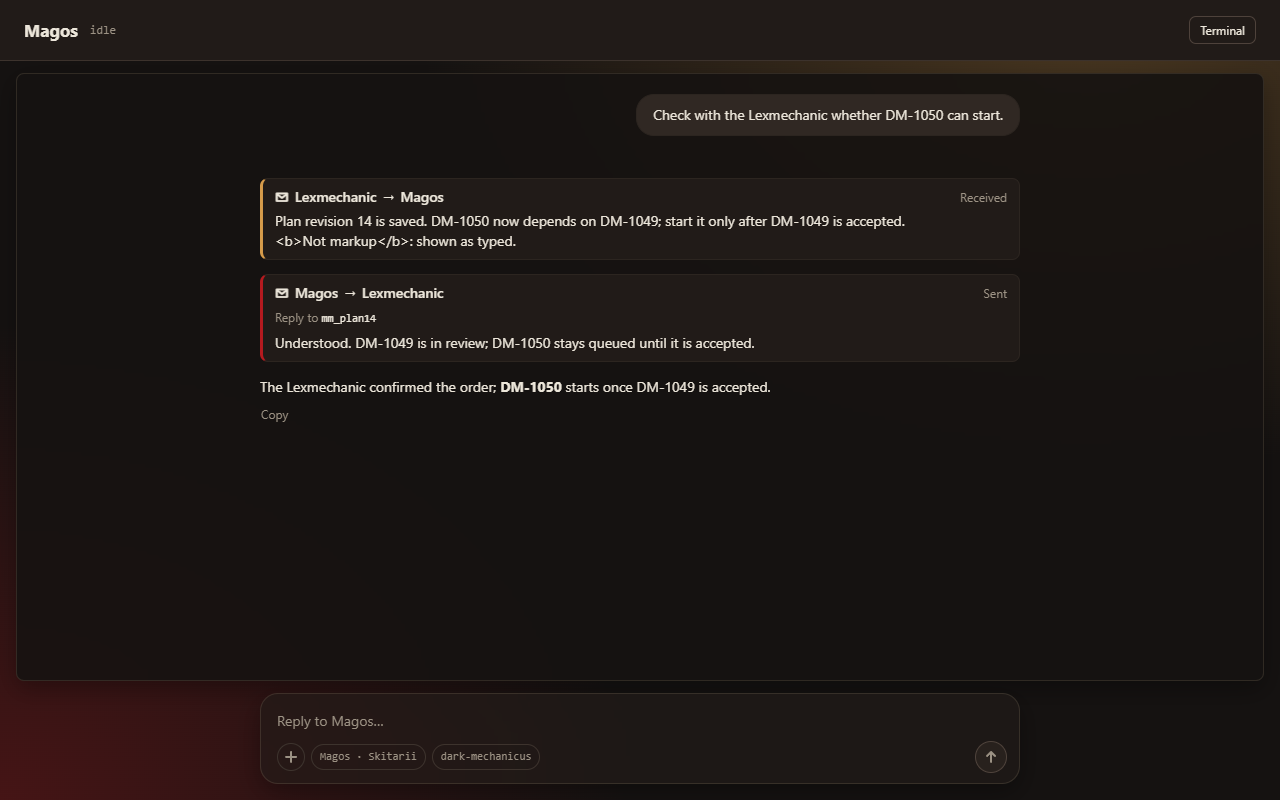 Magos idle
Terminal
Check with the Lexmechanic whether DM-1050 can start.
Lexmechanic → Magos
Received
Plan revision 14 is saved. DM-1050 now depends on DM-1049; start it only after DM-1049 is accepted.
<b>Not markup</b>: shown as typed.
Magos → Lexmechanic
Sent
Reply to mm_plan14
Understood. DM-1049 is in review; DM-1050 stays queued until it is accepted.
The Lexmechanic confirmed the order; DM-1050 starts once DM-1049 is accepted.
Copy
Reply to Magos...
Magos · Skitarii
dark-mechanicus